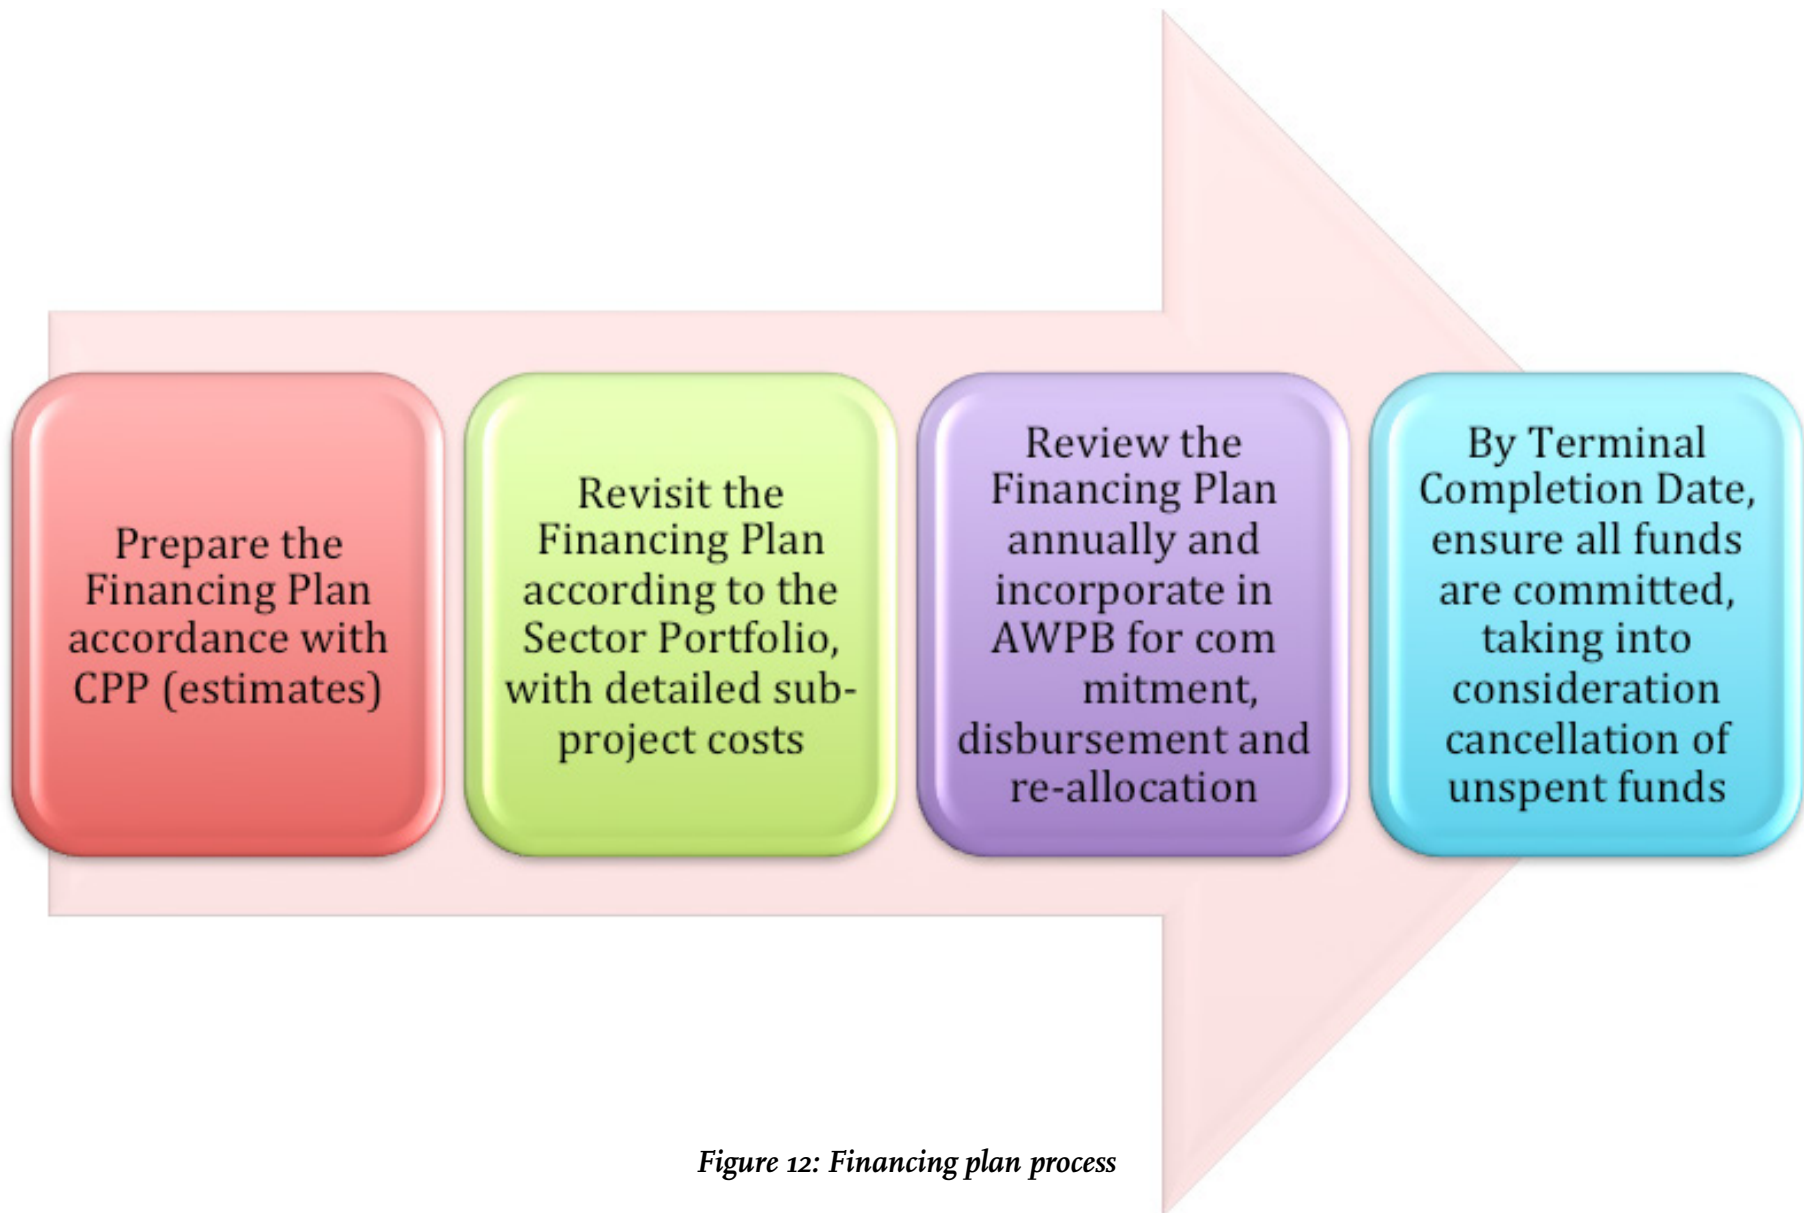 Prepare the
Financing Plan
accordance with
CPP (estimates)
Revisit the
Financing Plan
according to the
Sector Portfolio,
with detailed sub-
project costs
Review the
Financing Plan
annually and
incorporate in
AWPB for com
mitment,
disbursement and
re-allocation
By Terminal
Completion Date,
ensure all funds
are committed,
taking into
consideration
cancellation of
unspent funds
Figure 12: Financing plan process